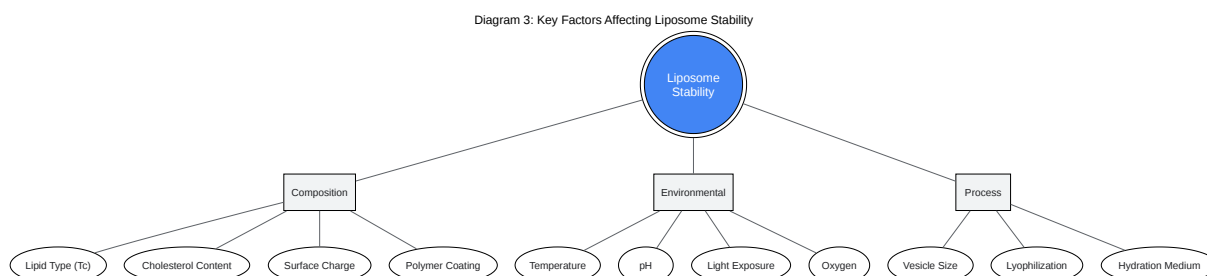 Diagram 3: Key Factors Affecting Liposome Stability
Liposome
Stability
Composition
Environmental
Process
Lipid Type (Tc)
Cholesterol Content
Surface Charge
Polymer Coating
Temperature
pH
Light Exposure
Oxygen
Vesicle Size
Lyophilization
Hydration Medium